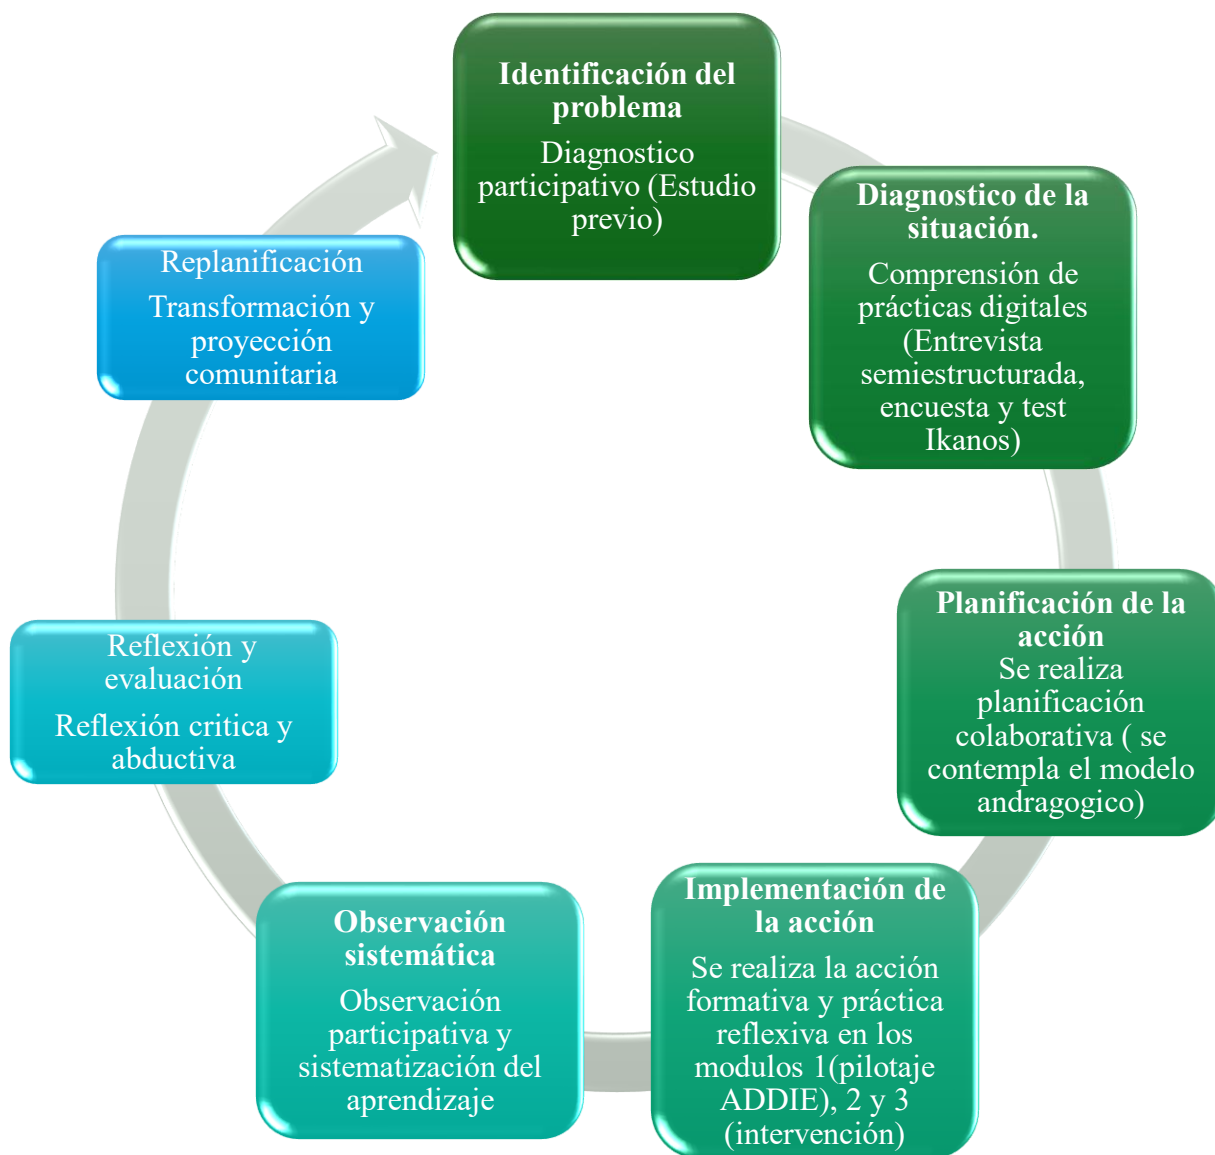 Identificación del
problema
Diagnostico
participativo (Estudio
previo)
Diagnostico de la
situación.
Comprensión de
prácticas digitales
(Entrevista
semiestructurada,
encuesta y test
Ikanos)
Planificación de la
acción
Se realiza
planificación
colaborativa ( se
contempla el modelo
andragogico)
Implementación de
la acción
Se realiza la acción
formativa y práctica
reflexiva en los
modulos 1(pilotaje
ADDIE), 2 y 3
(intervención)
Observación
sistemática
Observación
participativa y
sistematización del
aprendizaje
Reflexión y
evaluación
Reflexión critica y
abductiva
Replanificación
Transformación y
proyección
comunitaria